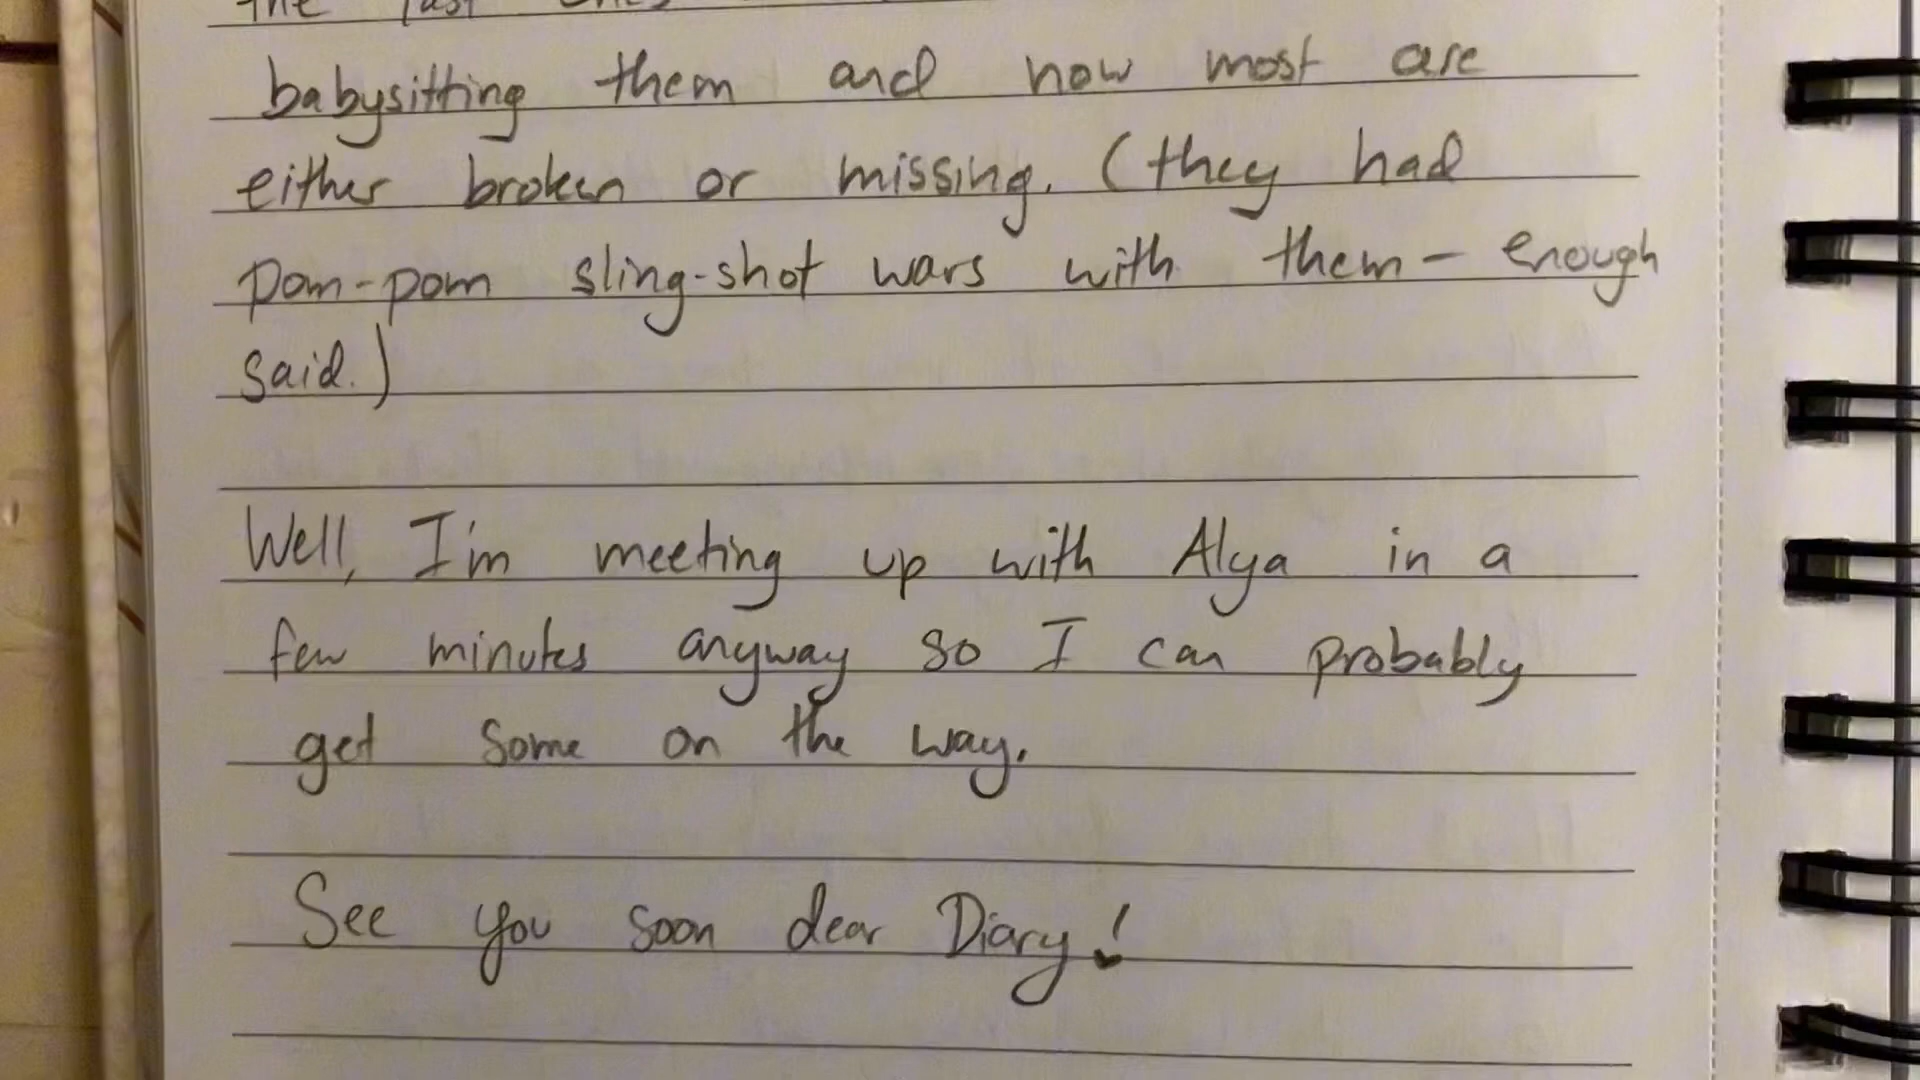 the last
babysitting them and now most are
either broken or missing. (they had
pom-pom sling-shot wars with them - enough
said.)
Well, I'm meeting up with Alya in a
few minutes anyway so I can probably
get some on the way.
See you soon dear Diary!